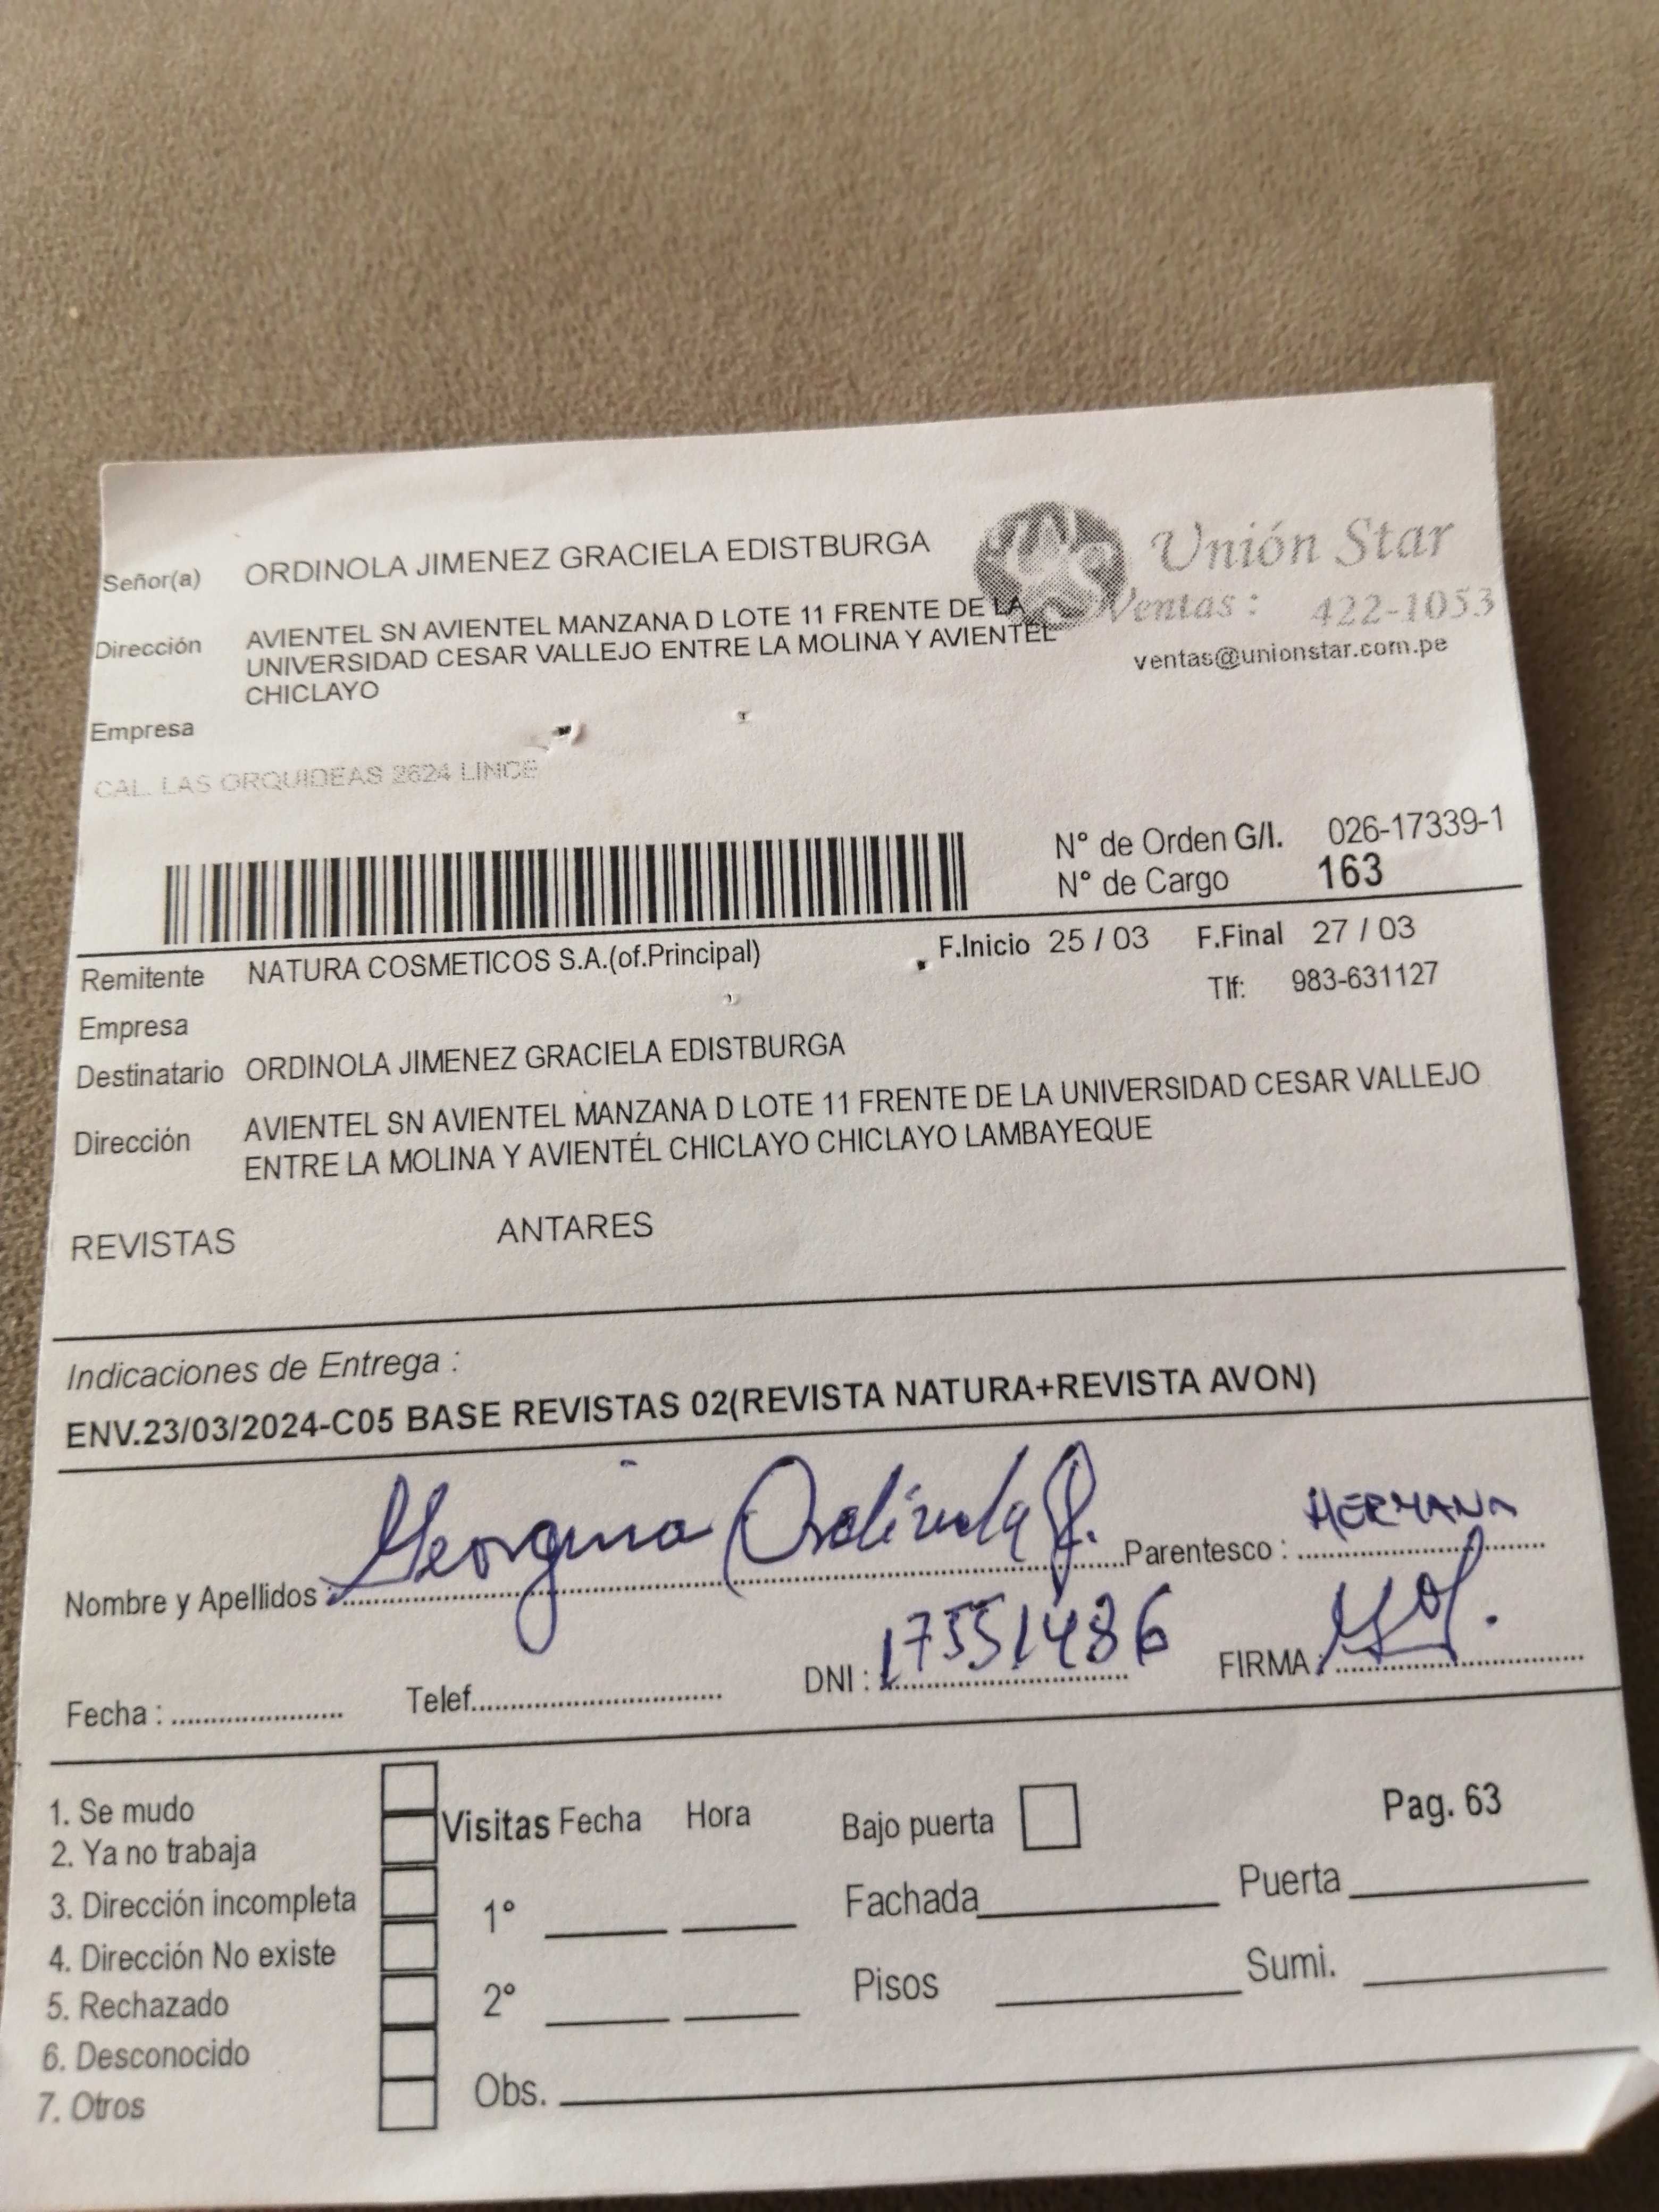 Señor(a) ORDINOLA JIMENEZ GRACIELA EDISTBURGA
Unión Star
Ventas : 422-1053
ventas@unionstar.com.pe
Dirección AVIENTEL SN AVIENTEL MANZANA D LOTE 11 FRENTE DE LA
UNIVERSIDAD CESAR VALLEJO ENTRE LA MOLINA Y AVIENTEL
CHICLAYO
Empresa
CAL. LAS ORQUIDEAS 2624 LINCE
N° de Orden G/I. 026-17339-1
N° de Cargo 163
Remitente NATURA COSMETICOS S.A.(of.Principal) F.Inicio 25 / 03 F.Final 27 / 03
Tlf: 983-631127
Empresa
Destinatario ORDINOLA JIMENEZ GRACIELA EDISTBURGA
Dirección AVIENTEL SN AVIENTEL MANZANA D LOTE 11 FRENTE DE LA UNIVERSIDAD CESAR VALLEJO
ENTRE LA MOLINA Y AVIENTÉL CHICLAYO CHICLAYO LAMBAYEQUE
REVISTAS ANTARES
Indicaciones de Entrega :
ENV.23/03/2024-C05 BASE REVISTAS 02(REVISTA NATURA+REVISTA AVON)
Nombre y Apellidos : Georgina Ordinola J. Parentesco : HERMANA
Fecha : Telef. DNI : 17551486 FIRMA
1. Se mudo
2. Ya no trabaja
3. Dirección incompleta
4. Dirección No existe
5. Rechazado
6. Desconocido
7. Otros
Visitas Fecha Hora Bajo puerta Pag. 63
1° Fachada Puerta
2° Pisos Sumi.
Obs.